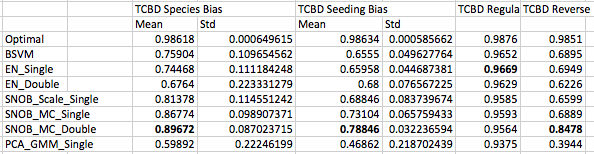 TCBD Species Bias TCBD Seeding Bias TCBD Regula TCBD Reverse
Mean Std Mean Std
Optimal 0.98618 0.000649615 0.98634 0.000585662 0.9876 0.9851
BSVM 0.75904 0.109654562 0.6555 0.049627764 0.9652 0.6895
EN_Single 0.74468 0.111184248 0.65958 0.044687381 0.9669 0.6949
EN_Double 0.6764 0.223331279 0.68 0.076567225 0.9629 0.6226
SNOB_Scale_Single 0.81378 0.114551242 0.68846 0.083739674 0.9585 0.6599
SNOB_MC_Single 0.86774 0.098907371 0.73104 0.065759433 0.9593 0.6889
SNOB_MC_Double 0.89672 0.087023715 0.78846 0.032236594 0.9564 0.8478
PCA_GMM_Single 0.59892 0.22246199 0.46862 0.218702439 0.9375 0.3944